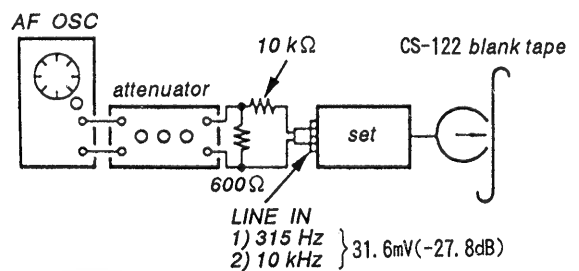 AF OSC
10 kΩ
CS-122 blank tape
attenuator
set
600Ω
LINE IN
1) 315 Hz
2) 10 kHz
31.6mV(-27.8dB)